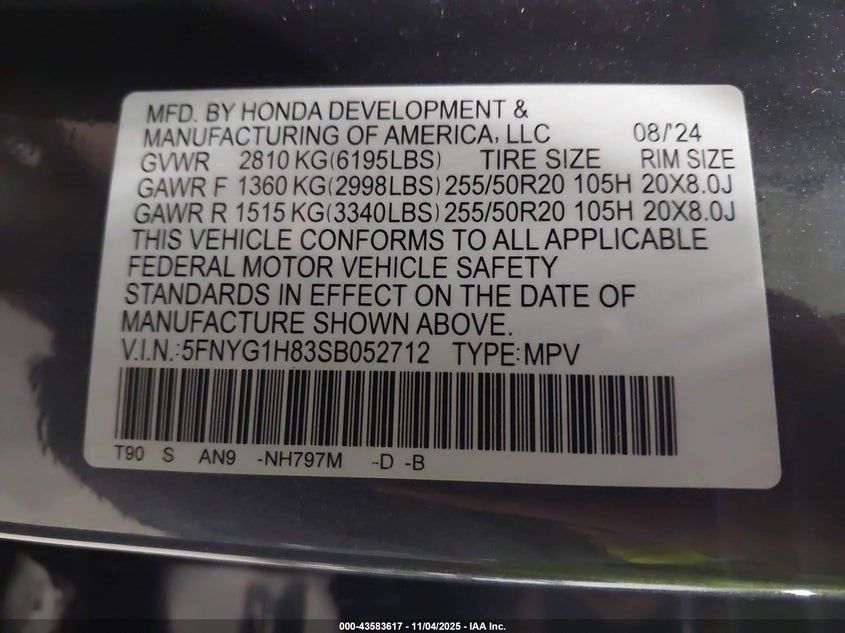 MFD. BY HONDA DEVELOPMENT &
MANUFACTURING OF AMERICA, LLC 08/'24
GVWR 2810 KG(6195LBS) TIRE SIZE RIM SIZE
GAWR F 1360 KG(2998LBS) 255/50R20 105H 20X8.0J
GAWR R 1515 KG(3340LBS) 255/50R20 105H 20X8.0J
THIS VEHICLE CONFORMS TO ALL APPLICABLE
FEDERAL MOTOR VEHICLE SAFETY
STANDARDS IN EFFECT ON THE DATE OF
MANUFACTURE SHOWN ABOVE.
V.I.N.:5FNYG1H83SB052712 TYPE:MPV
T90 S AN9 -NH797M -D -B
000-43583617 - 11/04/2025 - IAA Inc.